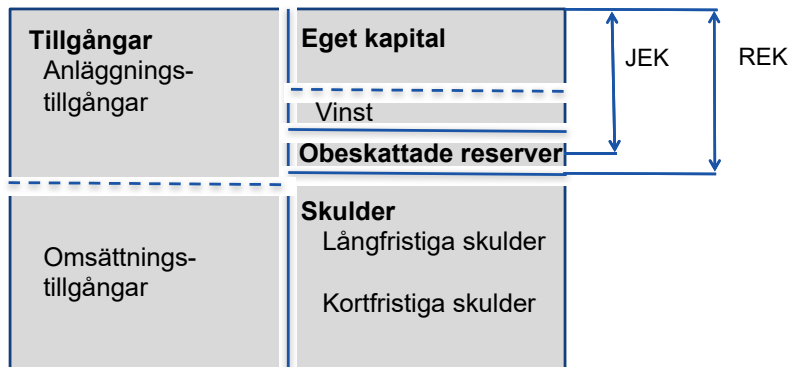 Tillgångar
Anläggnings-
tillgångar
Omsättnings-
tillgångar
Eget kapital
Vinst
Obeskattade reserver
Skulder
Långfristiga skulder
Kortfristiga skulder
JEK
REK